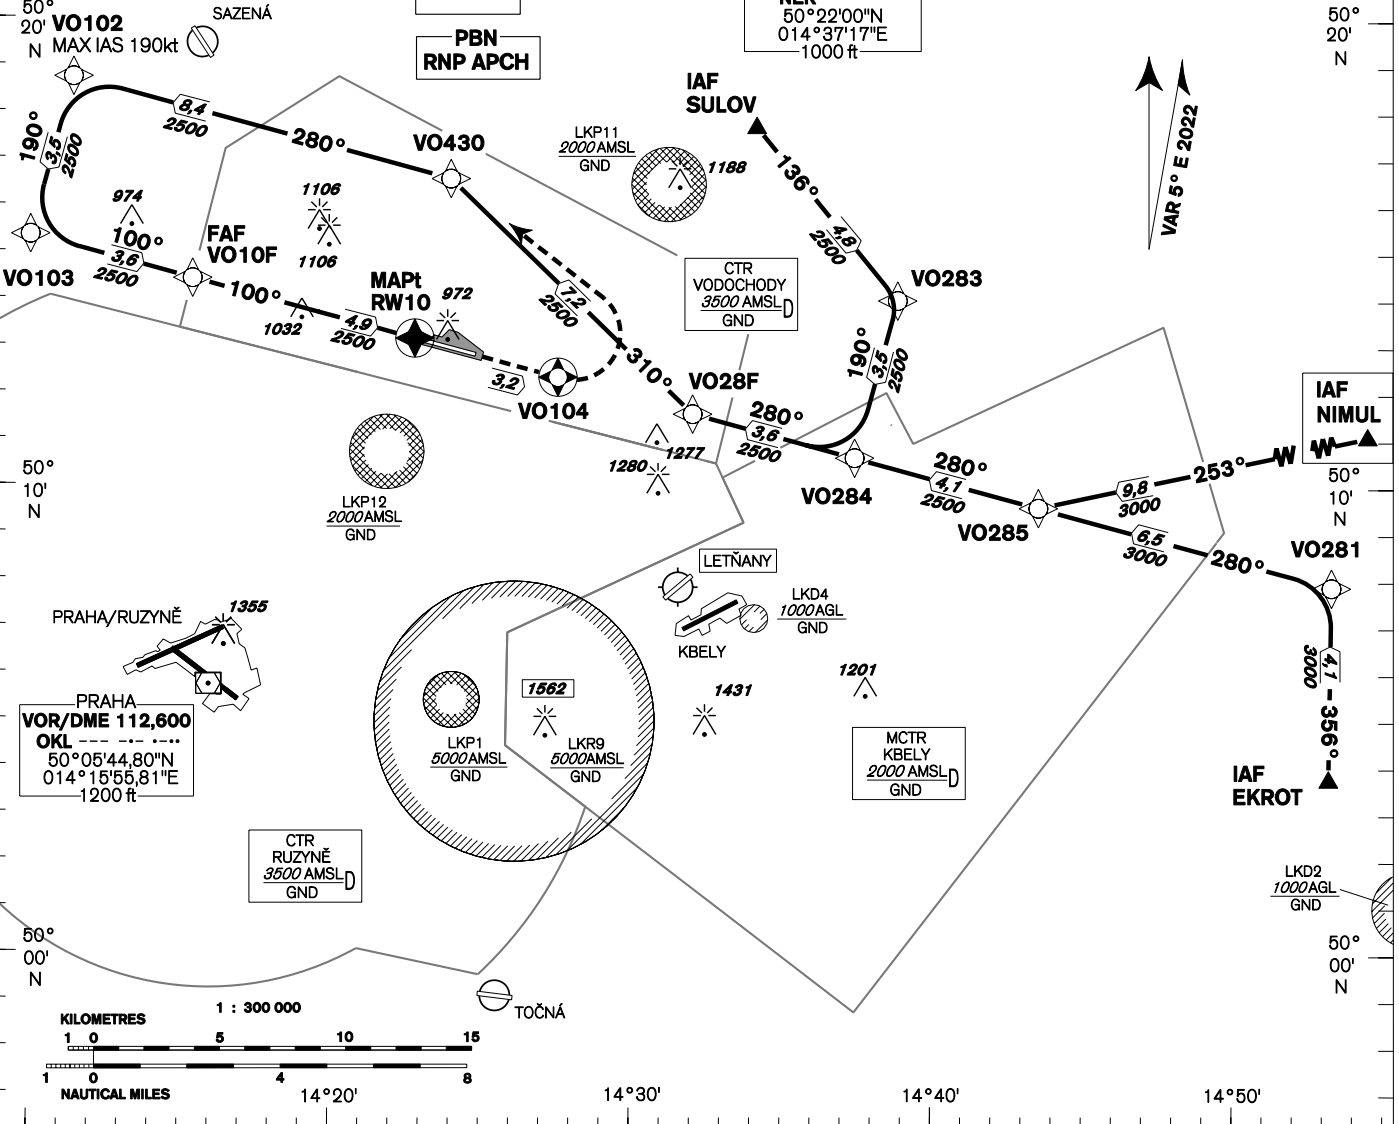 50°
20'
N
VO102
MAX IAS 190kt
SAZENÁ
PBN
RNP APCH
50°22'00"N
014°37'17"E
1000 ft
50°
20'
N
IAF
SULOV
VAR 5° E 2022
8,4
2500
280°
VO430
LKP11
2000 AMSL
GND
1188
136°
4,8
2500
190°
3,5
2500
974
1106
1106
FAF
VO10F
100°
3,6
2500
VO103
100°
1032
4,9
2500
MAPt
RW10
972
7,2
2500
CTR
VODOCHODY
3500 AMSL
GND
D
VO283
190°
3,5
2500
310°
3,2
VO104
VO28F
280°
3,6
2500
IAF
NIMUL
1277
1280
VO284
280°
4,1
2500
VO285
253°
9,8
3000
50°
10'
N
50°
10'
N
LKP12
2000 AMSL
GND
6,5
3000
280°
VO281
LETŇANY
LKD4
1000 AGL
GND
KBELY
PRAHA/RUZYNĚ
1355
1201
4,1
3000
356°
IAF
EKROT
PRAHA
VOR/DME 112,600
OKL
50°05'44,80"N
014°15'55,81"E
1200 ft
1562
1431
LKP1
5000 AMSL
GND
LKR9
5000 AMSL
GND
MCTR
KBELY
2000 AMSL
GND
D
CTR
RUZYNĚ
3500 AMSL
GND
D
LKD2
1000 AGL
GND
50°
00'
N
50°
00'
N
TOČNÁ
1 : 300 000
KILOMETRES
1 0 5 10 15
1 0 4 8
NAUTICAL MILES
14°20'
14°30'
14°40'
14°50'